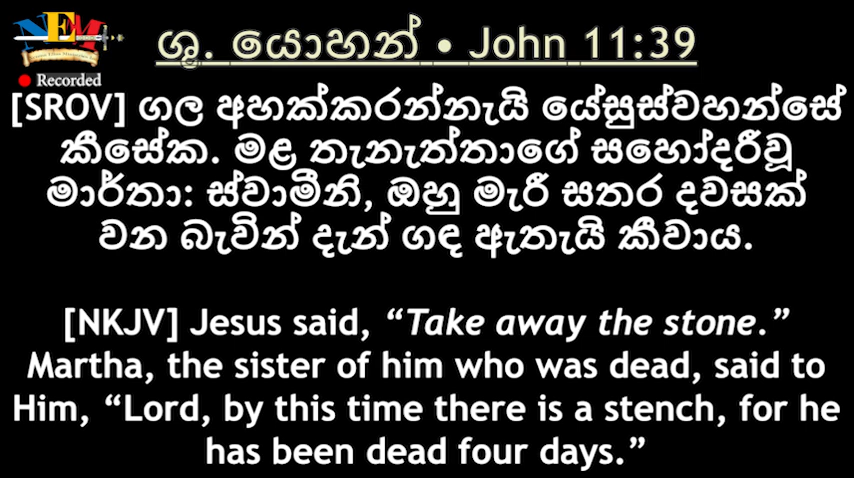 NEM
Recorded
ශු. යොහන් • John 11:39
[SROV] ගල අහක්කරන්නැයි යේසුස්වහන්සේ
කීසේක. මළ තැනැත්තාගේ සහෝදරීවූ
මාර්තා: ස්වාමීනි, ඔහු මැරී සතර දවසක්
වන බැවින් දැන් ගඳ ඇතැයි කීවාය.
[NKJV] Jesus said, “Take away the stone.”
Martha, the sister of him who was dead, said to
Him, “Lord, by this time there is a stench, for he
has been dead four days.”